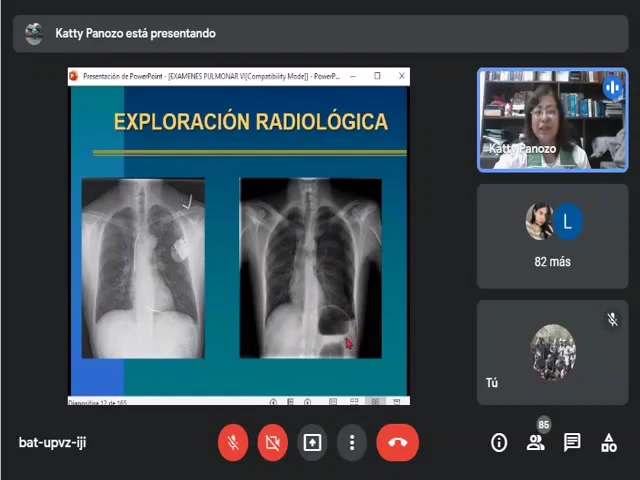 Katty Panozo está presentando
Presentación de PowerPoint - [EXAMENES PULMONAR VI[Compatibility Mode]] - PowerP...
EXPLORACIÓN RADIOLÓGICA
Diapositiva 12 de 165
Katty Panozo
L
82 más
Tú
bat-upvz-iji
85